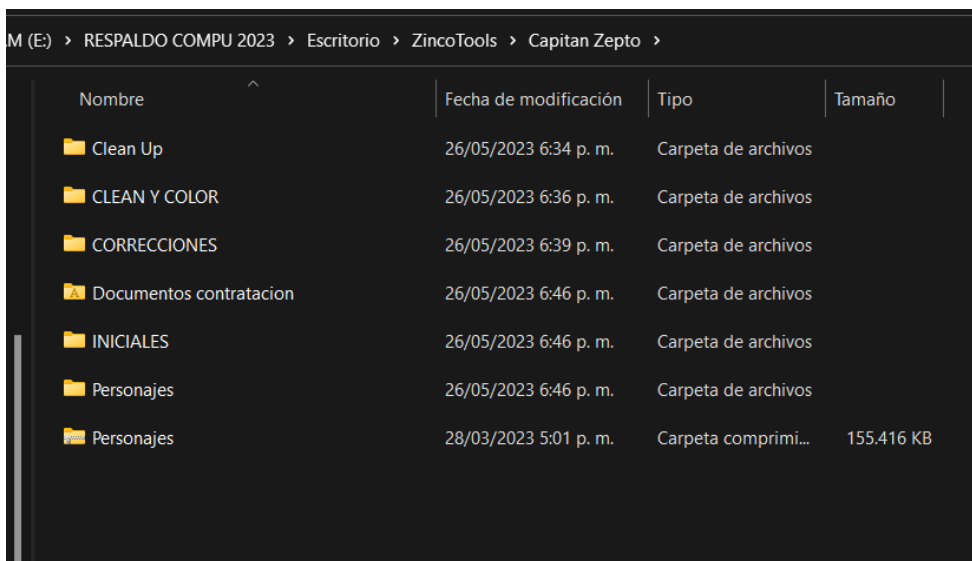 M (E:) > RESPALDO COMPU 2023 > Escritorio > ZincoTools > Capitan Zepto >
Nombre Fecha de modificación Tipo Tamaño
Clean Up 26/05/2023 6:34 p. m. Carpeta de archivos
CLEAN Y COLOR 26/05/2023 6:36 p. m. Carpeta de archivos
CORRECCIONES 26/05/2023 6:39 p. m. Carpeta de archivos
Documentos contratacion 26/05/2023 6:46 p. m. Carpeta de archivos
INICIALES 26/05/2023 6:46 p. m. Carpeta de archivos
Personajes 26/05/2023 6:46 p. m. Carpeta de archivos
Personajes 28/03/2023 5:01 p. m. Carpeta comprimi... 155.416 KB